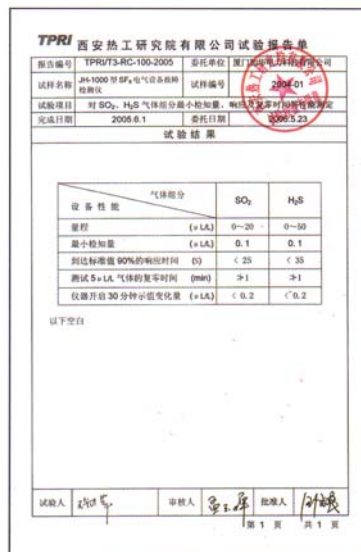 TPRI 西安热工研究院有限公司试验报告单
报告编号 TPRI/T3-RC-100-2005 委托单位
试样名称 JH-1000 型 SF₆ 电气设备故障检测仪 试样编号 2004-01
试验项目 对 SO₂、H₂S 气体组分最小检知量、响应及复零时间等性能测定
完成日期 2005.6.1 委托日期 2005.5.23
试验结果
气体组分 SO₂ H₂S
设备性能
量程 (μL/L) 0~20 0~50
最小检知量 (μL/L) 0.1 0.1
到达标准值 90%的响应时间 (S) < 25 < 35
测试 5μL/L 气体的复零时间 (min) ≯1 ≯1
仪器开启 30 分钟示值变化量 (μL/L) < 0.2 < 0.2
以下空白
试验人 审核人 批准人
第 1 页 共 1 页